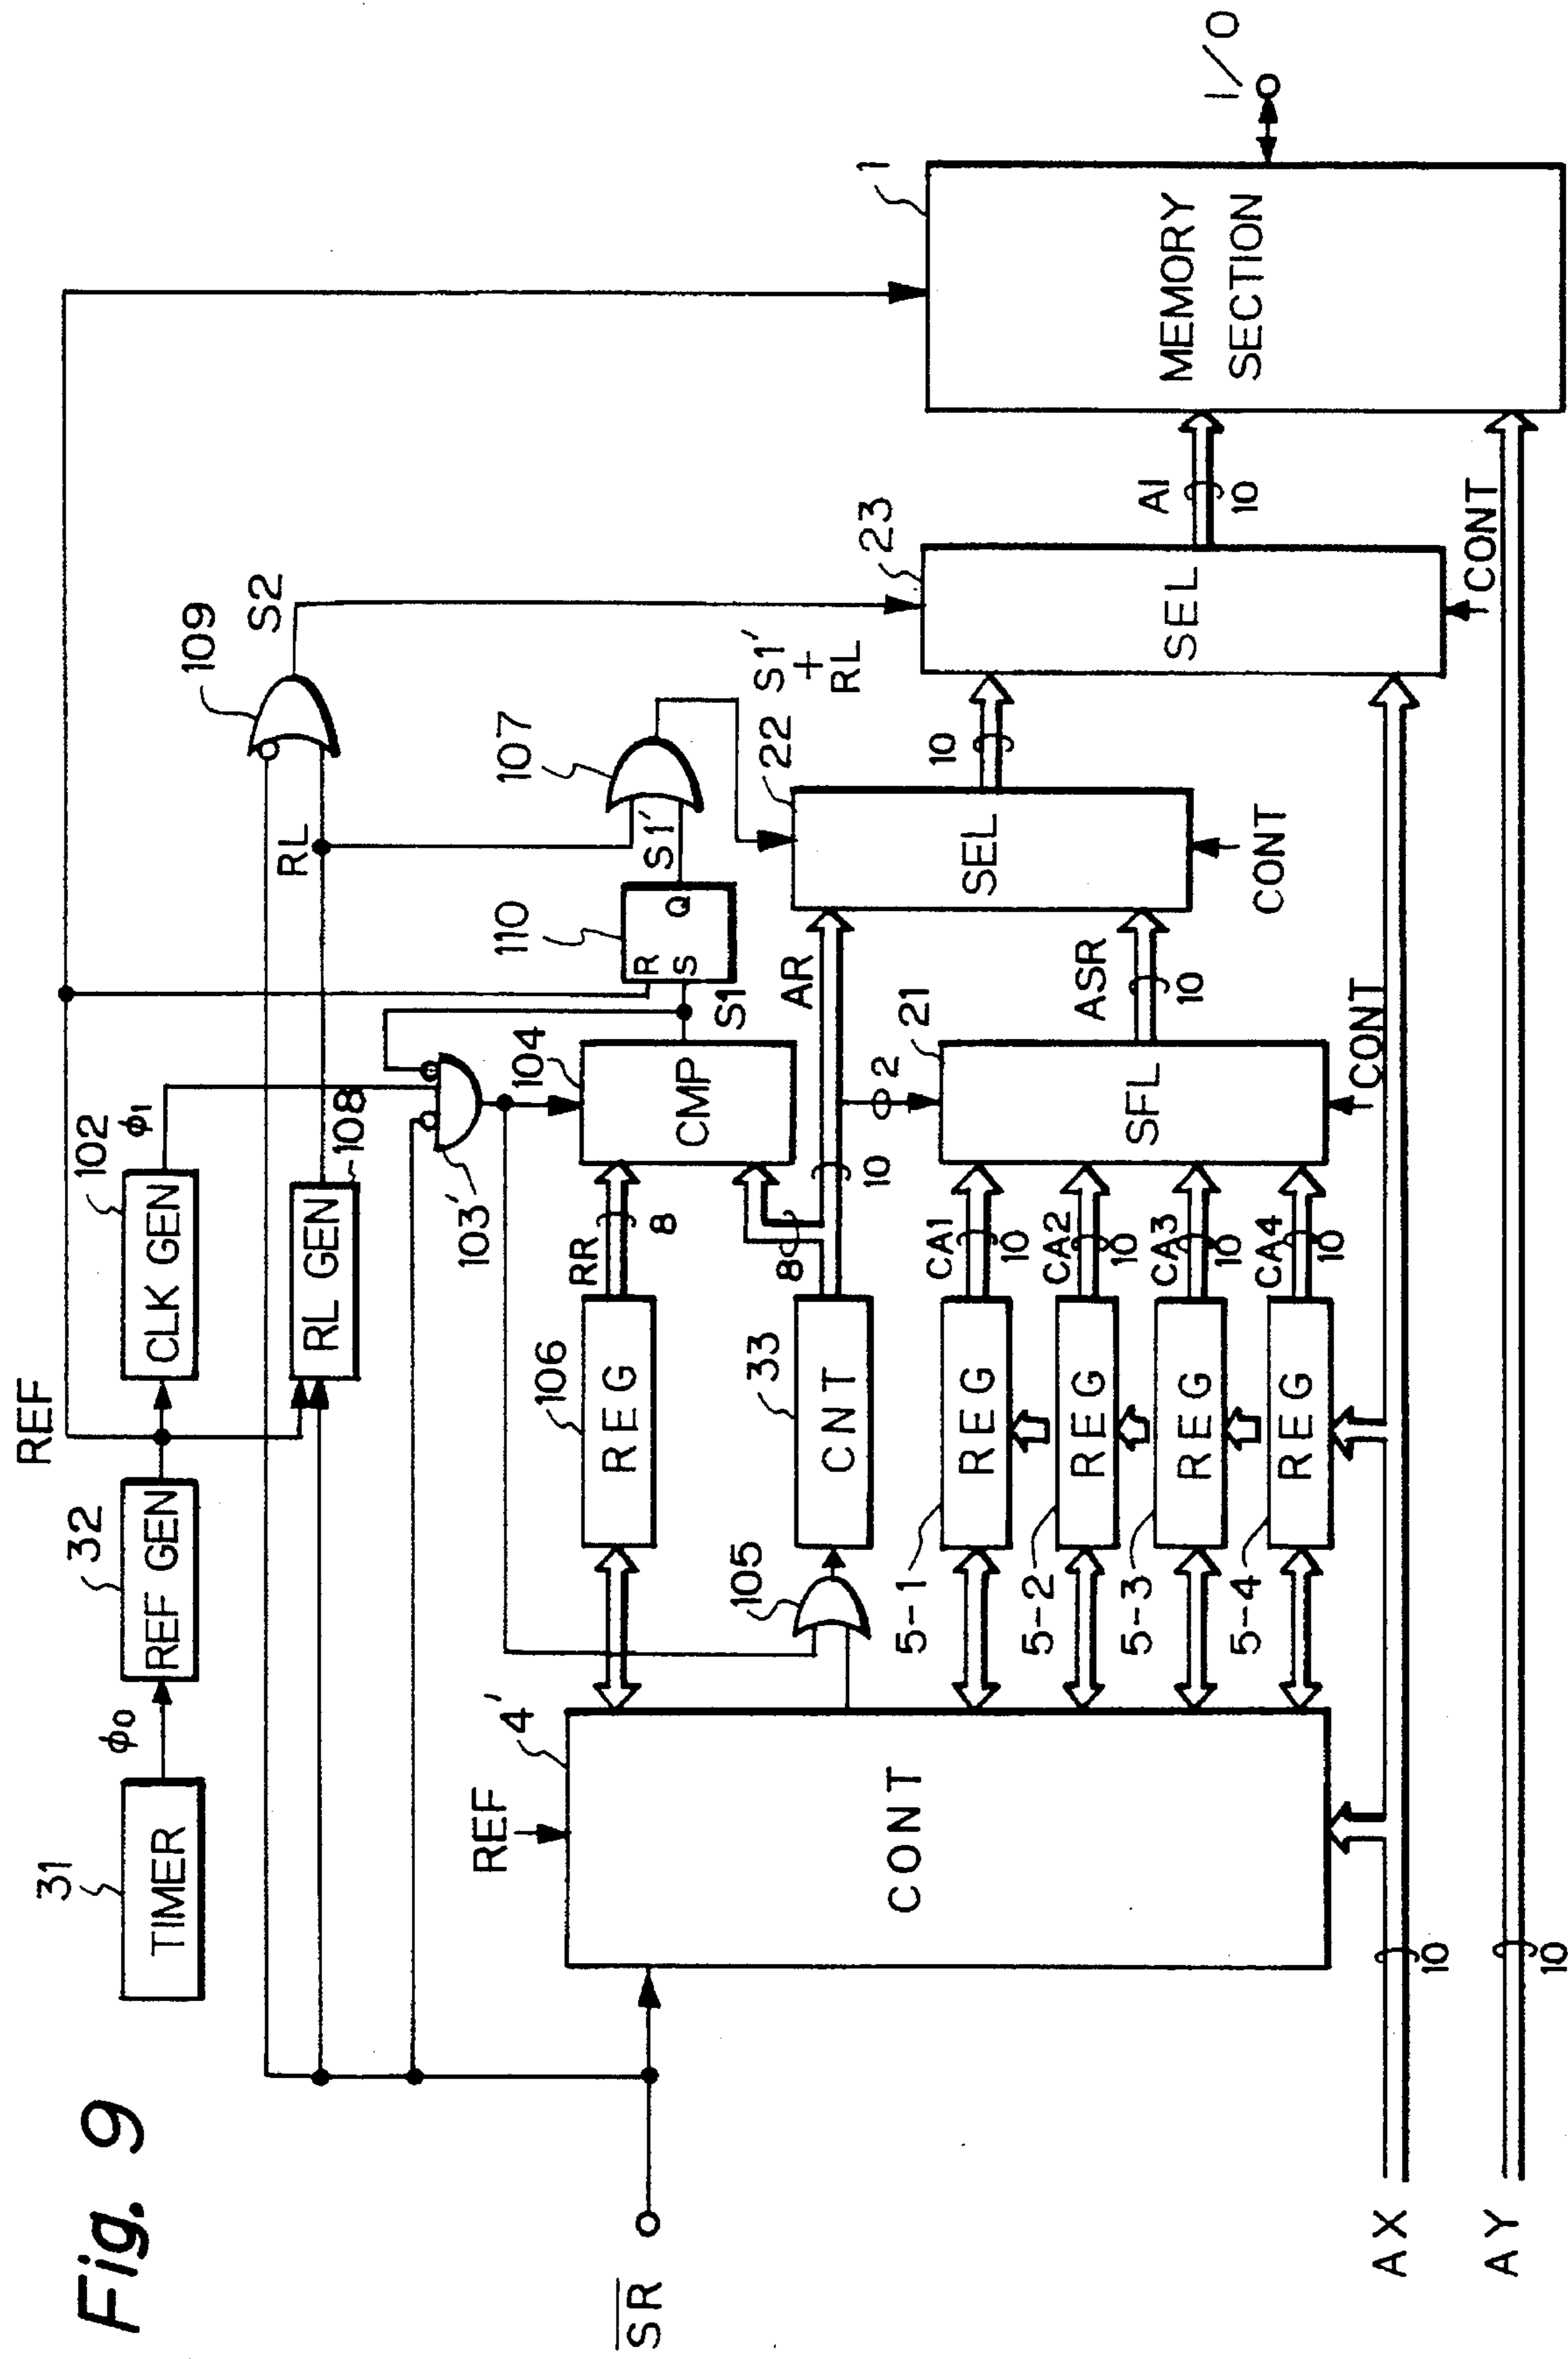 Fig. 9
31
TIMER
φ0
32
REF GEN
REF
102
CLK GEN
φ1
RL GEN
108
RL
109
S2
103'
104
CMP
S1
110
R
S
Q
S1'
107
S1'
+
RL
SR
REF
4'
CONT
106
REG
RR
8
105
33
CNT
8
10
AR
2
5-1
REG
CA1
10
5-2
REG
CA2
10
5-3
REG
CA3
10
5-4
REG
CA4
10
21
SFL
CONT
ASR
10
22
SEL
CONT
10
23
SEL
CONT
AI
10
1
MEMORY
SECTION
I/O
AX
10
AY
10